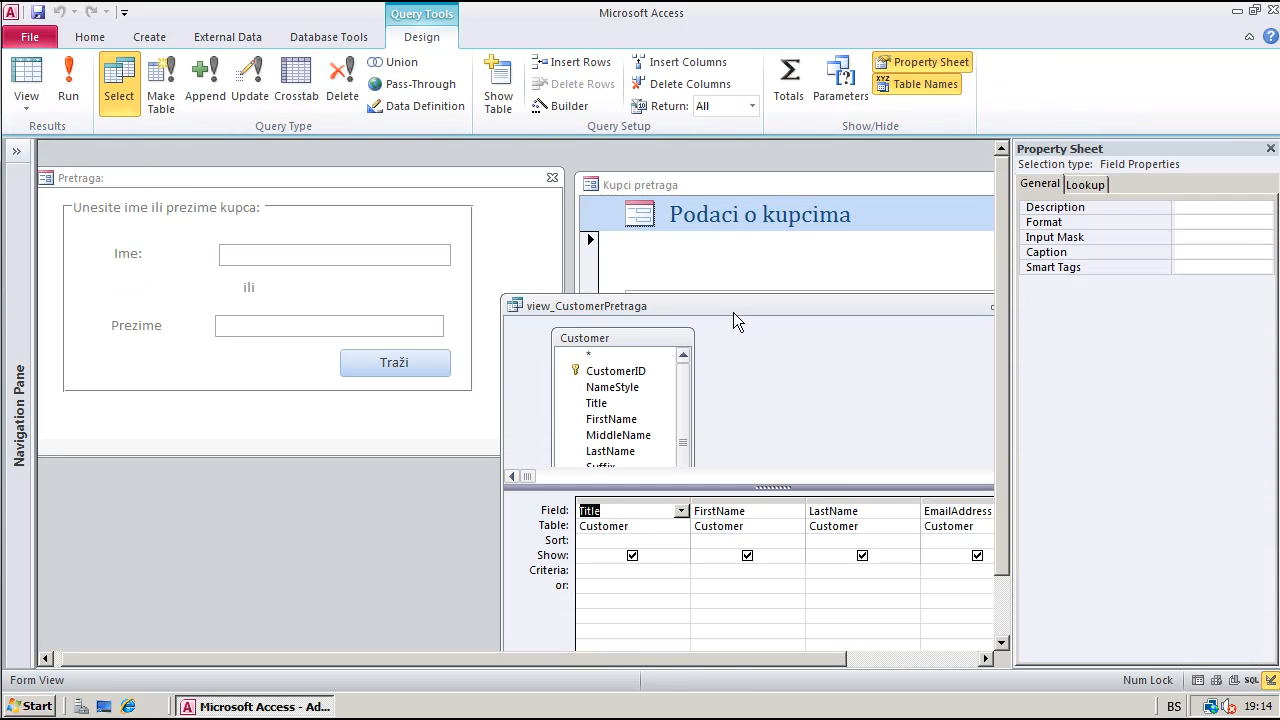 Query Tools
Microsoft Access
File
Home
Create
External Data
Database Tools
Design
View
Run
Select
Make Table
Append
Update
Crosstab
Delete
Union
Pass-Through
Data Definition
Show Table
Insert Rows
Delete Rows
Builder
Insert Columns
Delete Columns
Return: All
Totals
Parameters
Property Sheet
Table Names
Results
Query Type
Query Setup
Show/Hide
Navigation Pane
Pretraga:
Unesite ime ili prezime kupca:
Ime:
ili
Prezime
Traži
Kupci pretraga
Podaci o kupcima
view_CustomerPretraga
Customer
*
CustomerID
NameStyle
Title
FirstName
MiddleName
LastName
Suffix
Field: Title FirstName LastName EmailAddress
Table: Customer Customer Customer Customer
Sort:
Show:
Criteria:
or:
Property Sheet
Selection type: Field Properties
General Lookup
Description
Format
Input Mask
Caption
Smart Tags
Form View
Num Lock
SQL
Start
Microsoft Access - Ad...
BS
19:14